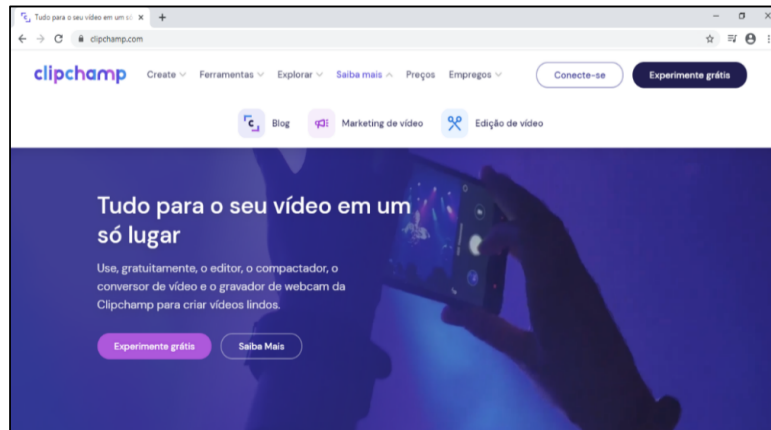 Tudo para o seu vídeo em um só
clipchamp.com
clipchamp Create Ferramentas Explorar Saiba mais Preços Empregos Conecte-se Experimente grátis
Blog Marketing de vídeo Edição de vídeo
Tudo para o seu vídeo em um
só lugar
Use, gratuitamente, o editor, o compactador, o
conversor de vídeo e o gravador de webcam da
Clipchamp para criar vídeos lindos.
Experimente grátis Saiba Mais